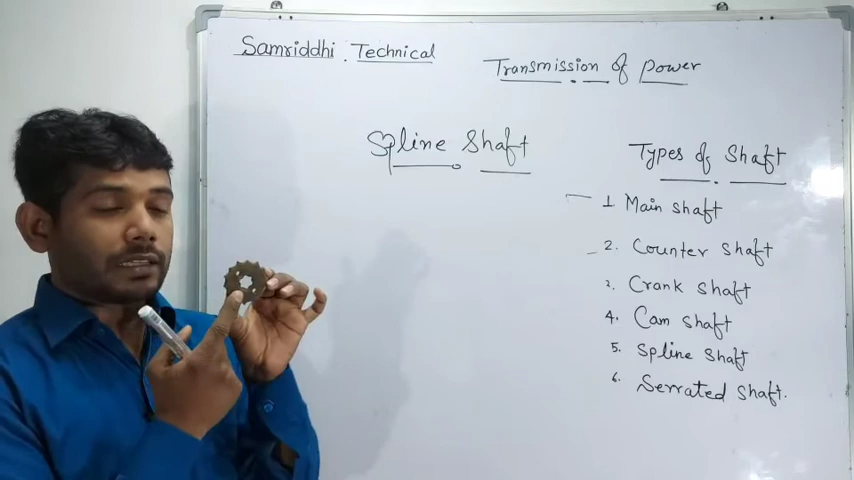 Samriddhi . Technical
Transmission of power
Spline Shaft
Types of Shaft
1 Main shaft
2. Counter shaft
3. Crank shaft
4. Cam shaft
5. Spline shaft
6. Serrated shaft.